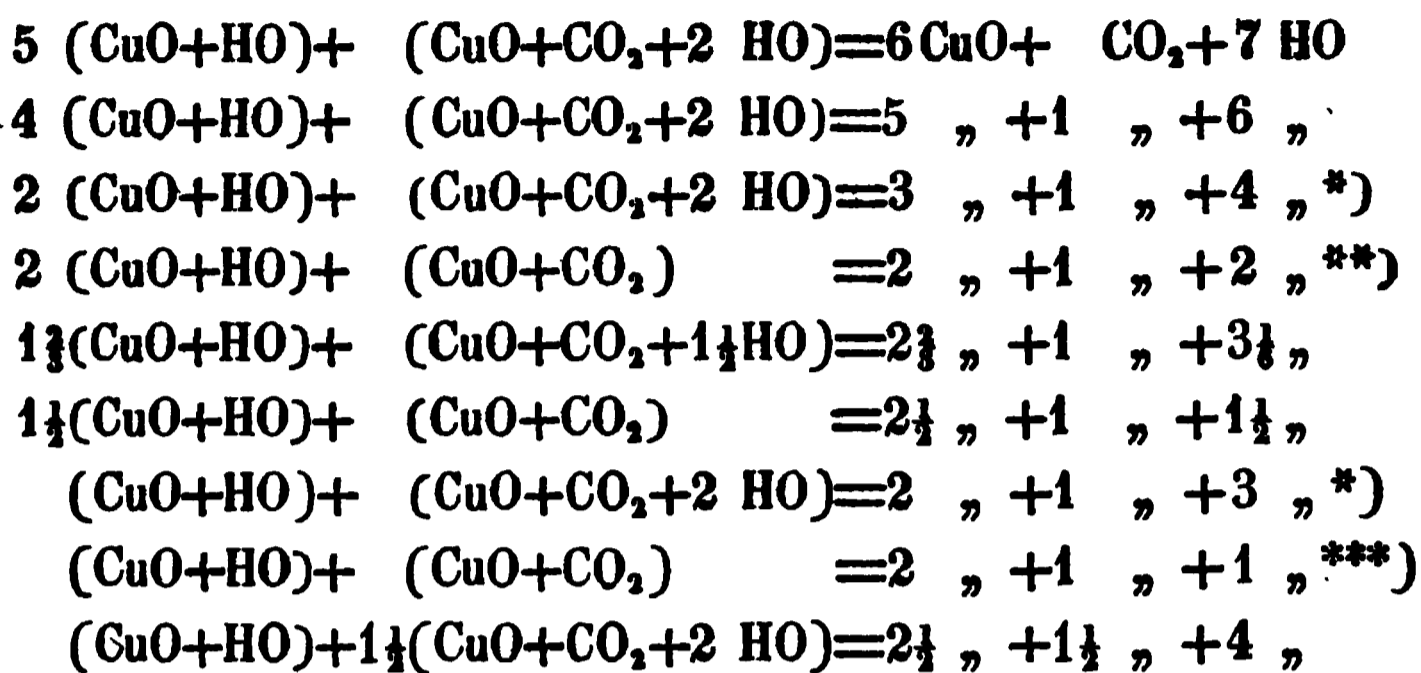 5 (CuO+HO)+ (CuO+CO₂+2 HO)=6CuO+ CO₂+7 HO
4 (CuO+HO)+ (CuO+CO₂+2 HO)=5 „ +1 „ +6 „
2 (CuO+HO)+ (CuO+CO₂+2 HO)=3 „ +1 „ +4 „ *)
2 (CuO+HO)+ (CuO+CO₂) =2 „ +1 „ +2 „ **)
1⅔(CuO+HO)+ (CuO+CO₂+1½HO)=2⅔ „ +1 „ +3⅙ „
1½(CuO+HO)+ (CuO+CO₂) =2½ „ +1 „ +1½ „
(CuO+HO)+ (CuO+CO₂+2 HO)=2 „ +1 „ +3 „ *)
(CuO+HO)+ (CuO+CO₂) =2 „ +1 „ +1 „ ***)
(CuO+HO)+1½(CuO+CO₂+2 HO)=2½ „ +1½ „ +4 „